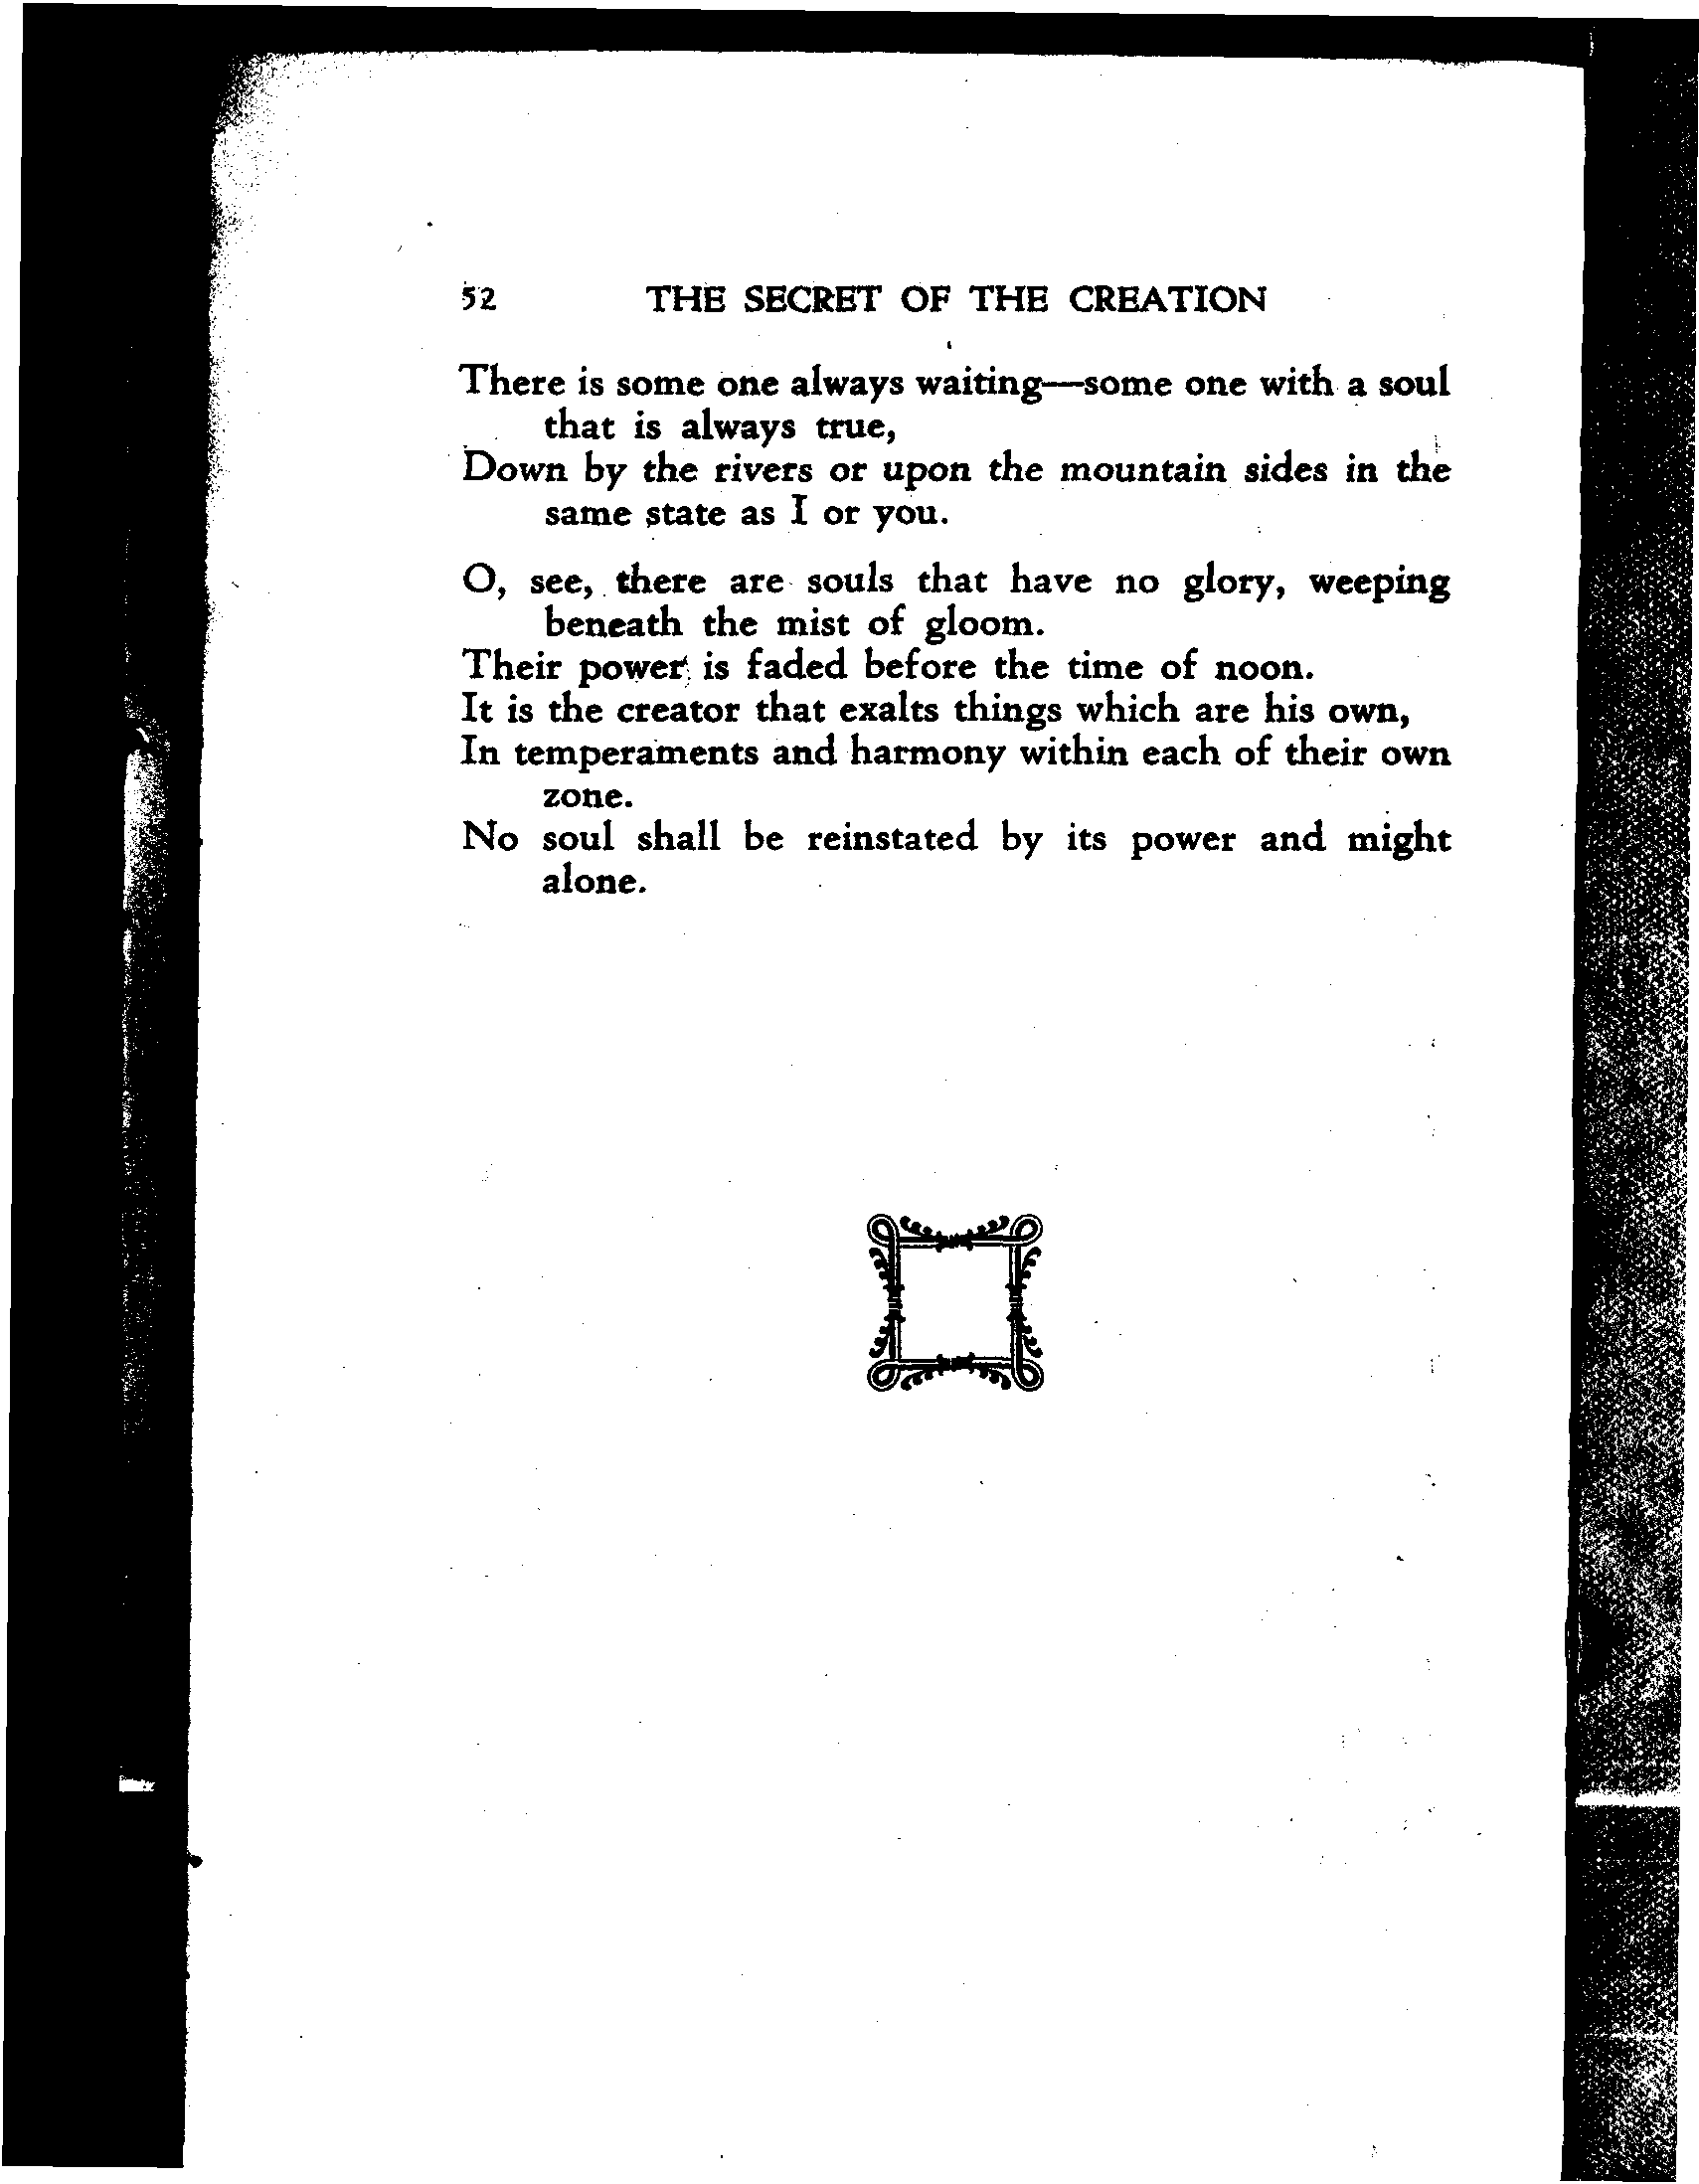 52 THE SECRET OF THE CREATION
There is some one always waiting—some one with a soul
that is always true,
Down by the rivers or upon the mountain sides in the
same state as I or you.
O, see, there are souls that have no glory, weeping
beneath the mist of gloom.
Their power is faded before the time of noon.
It is the creator that exalts things which are his own,
In temperaments and harmony within each of their own
zone.
No soul shall be reinstated by its power and might
alone.